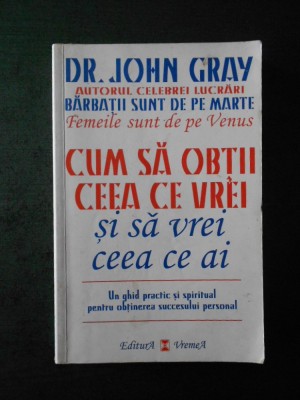 DR. JOHN GRAY
AUTORUL CELEBREI LUCRĂRI
BĂRBAȚII SUNT DE PE MARTE
Femeile sunt de pe Venus
CUM SĂ OBȚII
CEEA CE VREI
și să vrei
ceea ce ai
Un ghid practic și spiritual
pentru obținerea succesului personal
EditurA VremeA